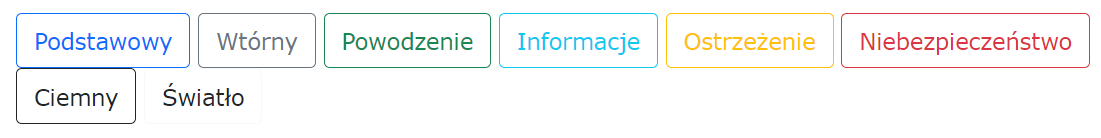 Podstawowy Wtórny Powodzenie Informacje Ostrzeżenie Niebezpieczeństwo
Ciemny Światło